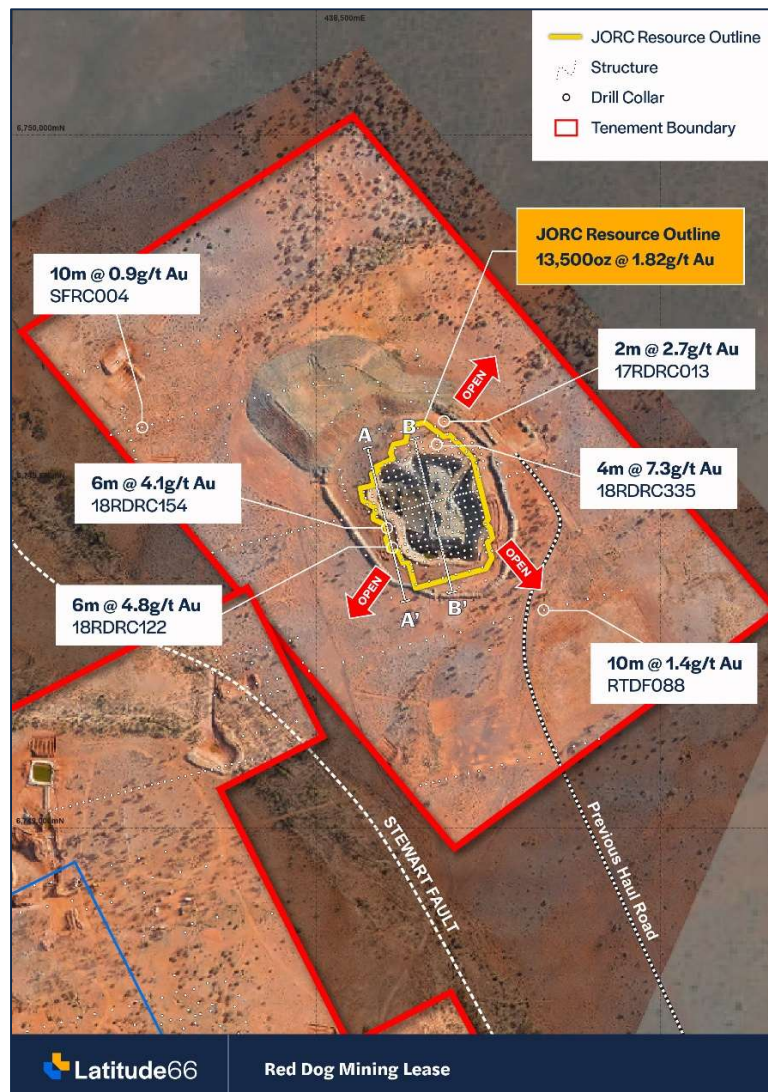 438,500mE
JORC Resource Outline
Structure
Drill Collar
Tenement Boundary
6,750,000mN
JORC Resource Outline
13,500oz @ 1.82g/t Au
10m @ 0.9g/t Au
SFRC004
OPEN
2m @ 2.7g/t Au
17RDRC013
A
B
6m @ 4.1g/t Au
18RDRC154
4m @ 7.3g/t Au
18RDRC335
OPEN
OPEN
6m @ 4.8g/t Au
18RDRC122
A'
B'
10m @ 1.4g/t Au
RTDF088
STEWART FAULT
Previous Haul Road
Latitude66
Red Dog Mining Lease